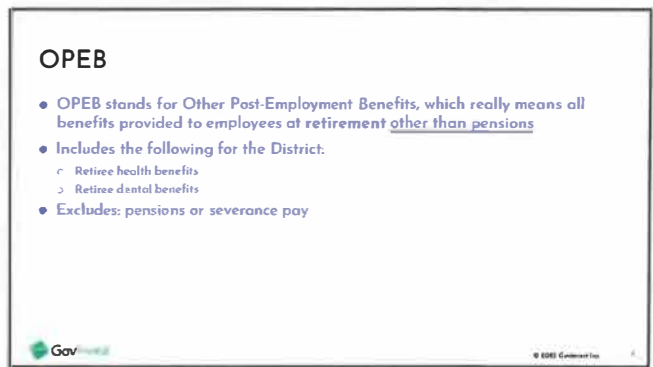 OPEB
• OPEB stands for Other Post-Employment Benefits, which really means all
benefits provided to employees at retirement other than pensions
• Includes the following for the District:
Retiree health benefits
Retiree dental benefits
• Excludes: pensions or severance pay
Gov
©